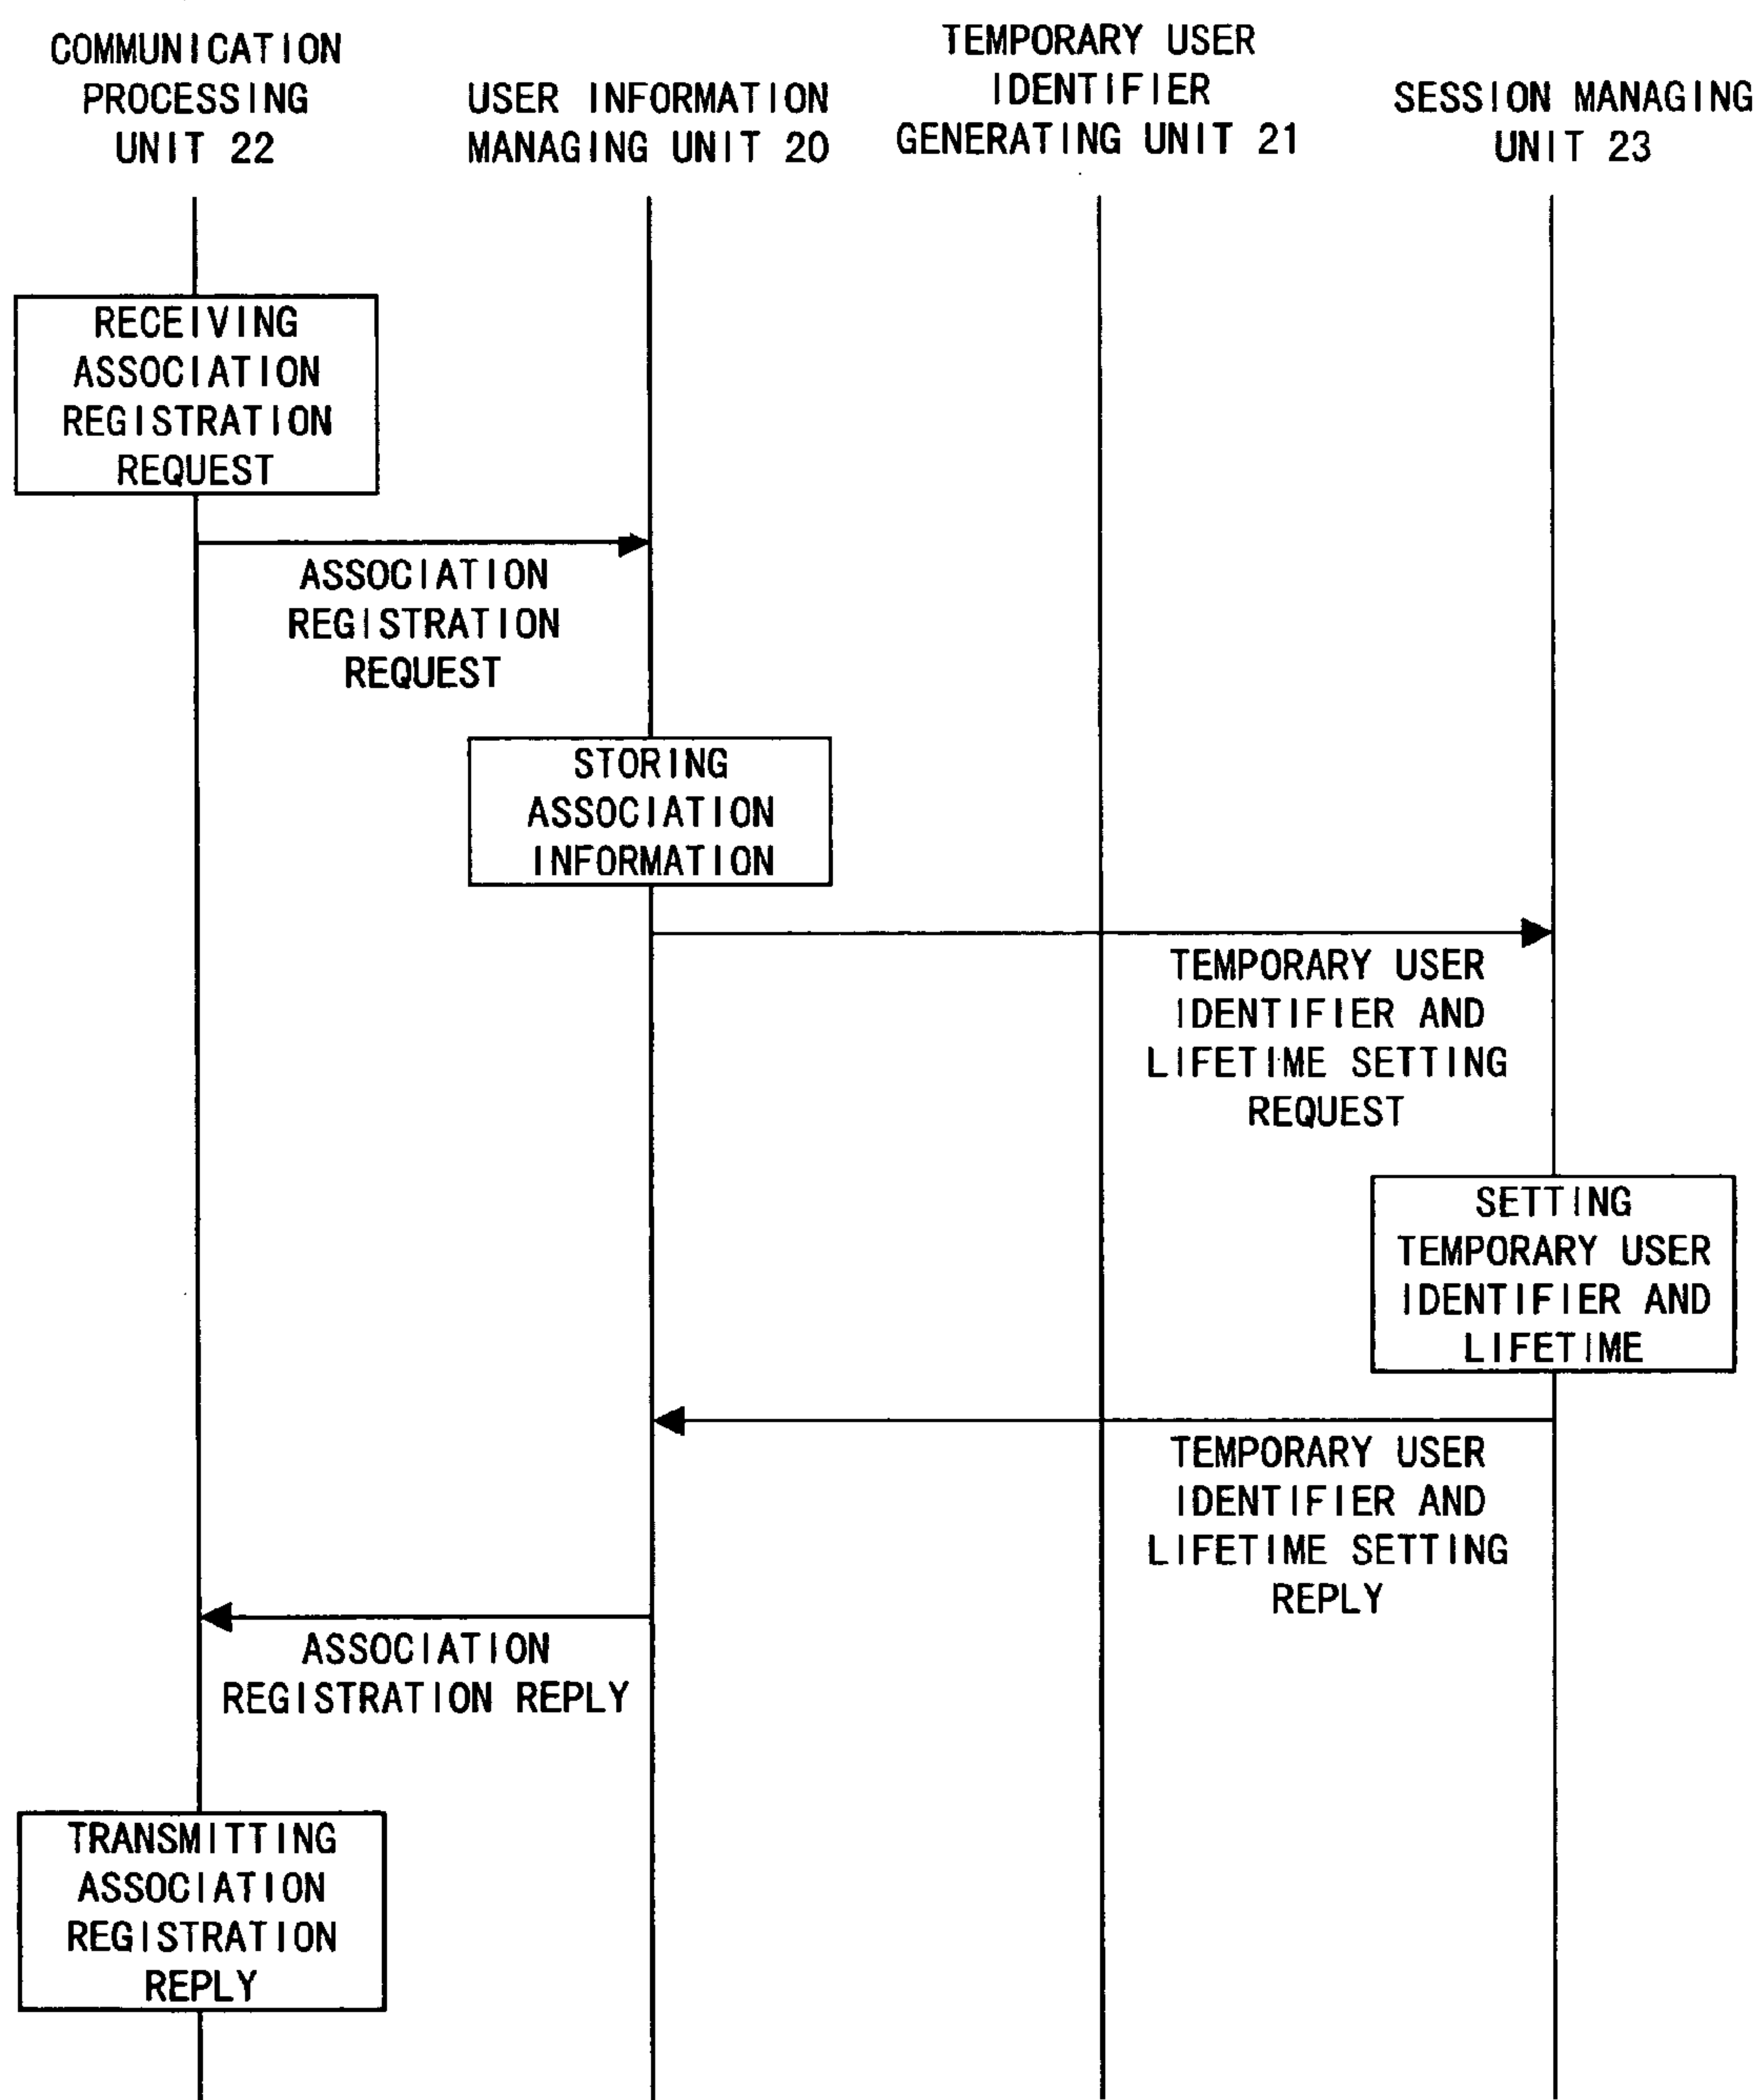 COMMUNICATION
PROCESSING
UNIT 22
USER INFORMATION
MANAGING UNIT 20
TEMPORARY USER
IDENTIFIER
GENERATING UNIT 21
SESSION MANAGING
UNIT 23
RECEIVING
ASSOCIATION
REGISTRATION
REQUEST
ASSOCIATION
REGISTRATION
REQUEST
STORING
ASSOCIATION
INFORMATION
TEMPORARY USER
IDENTIFIER AND
LIFETIME SETTING
REQUEST
SETTING
TEMPORARY USER
IDENTIFIER AND
LIFETIME
TEMPORARY USER
IDENTIFIER AND
LIFETIME SETTING
REPLY
ASSOCIATION
REGISTRATION REPLY
TRANSMITTING
ASSOCIATION
REGISTRATION
REPLY